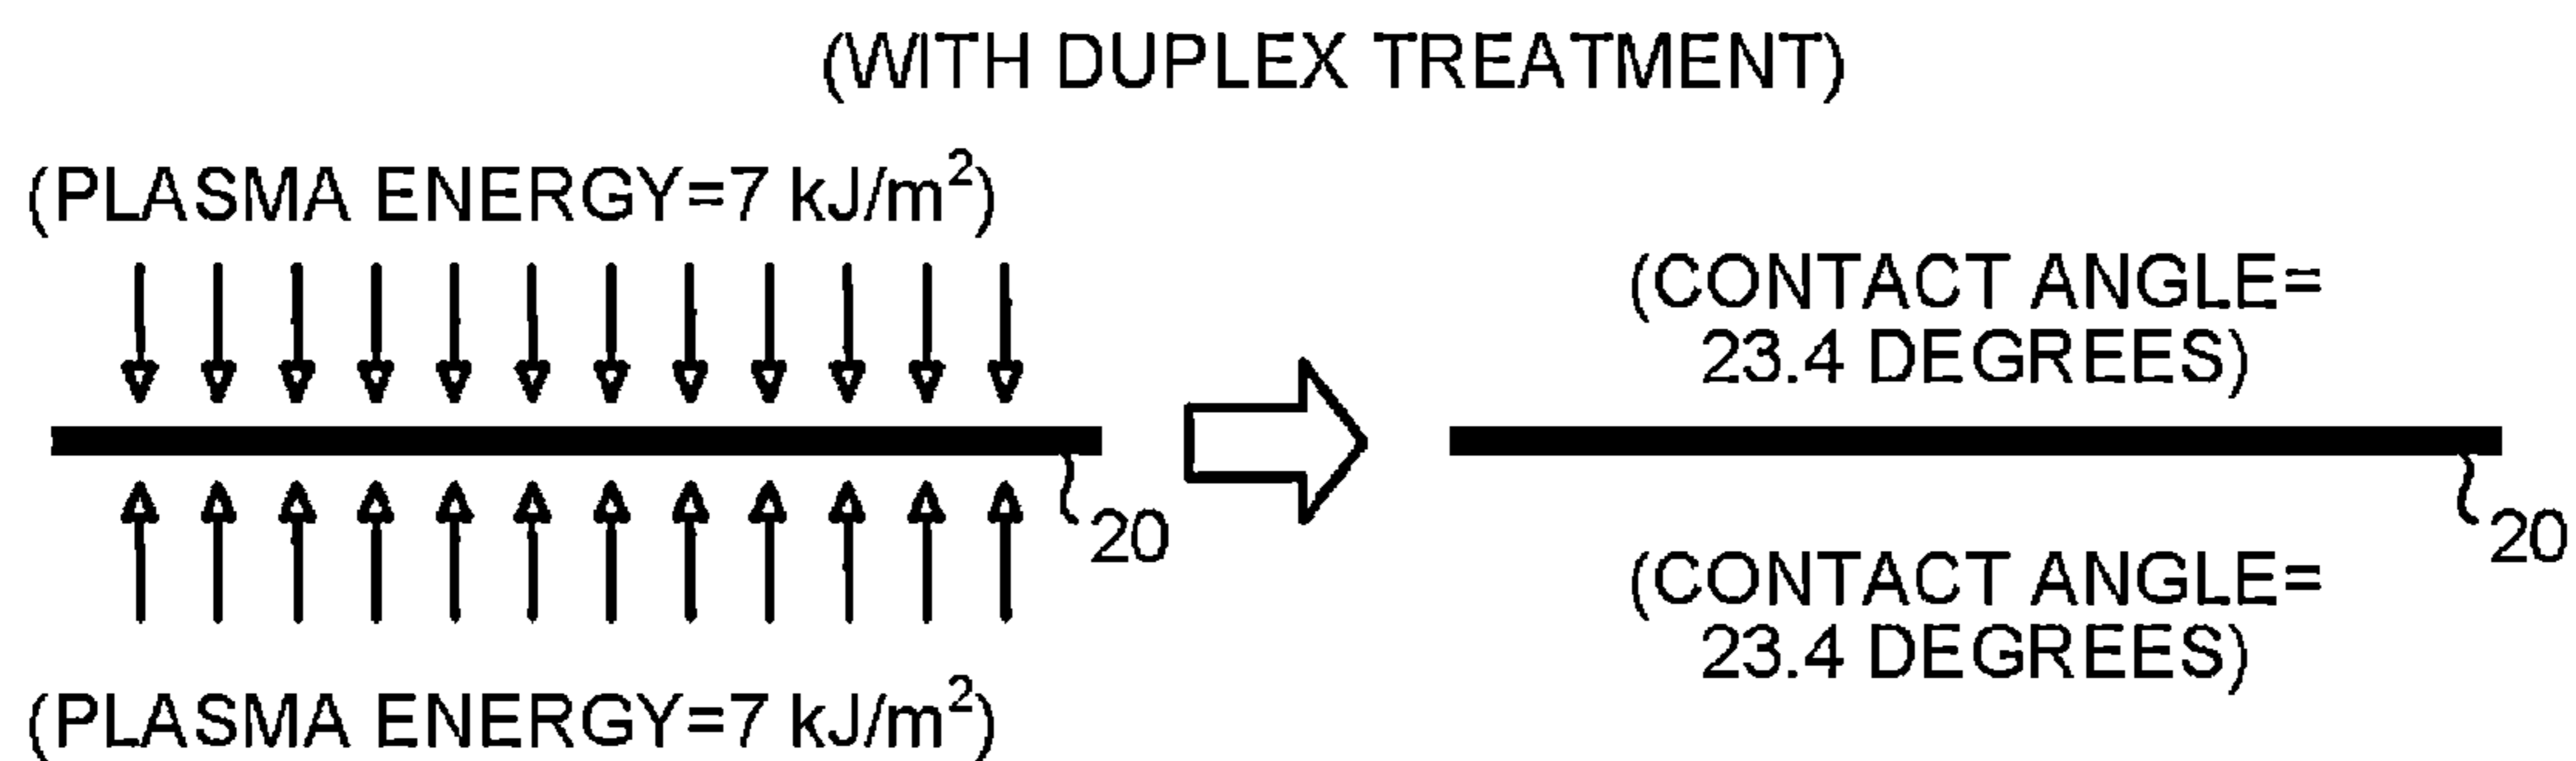 (WITH DUPLEX TREATMENT)
(PLASMA ENERGY=7 kJ/m²)
20
(PLASMA ENERGY=7 kJ/m²)
(CONTACT ANGLE=
23.4 DEGREES)
20
(CONTACT ANGLE=
23.4 DEGREES)